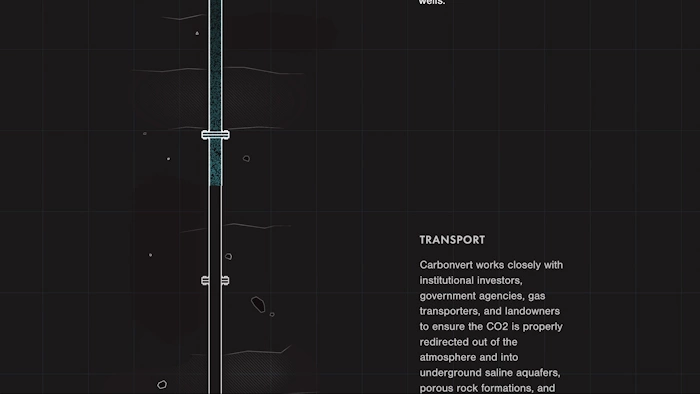 wells.
TRANSPORT
Carbonvert works closely with
institutional investors,
government agencies, gas
transporters, and landowners
to ensure the CO2 is properly
redirected out of the
atmosphere and into
underground saline aquafers,
porous rock formations, and